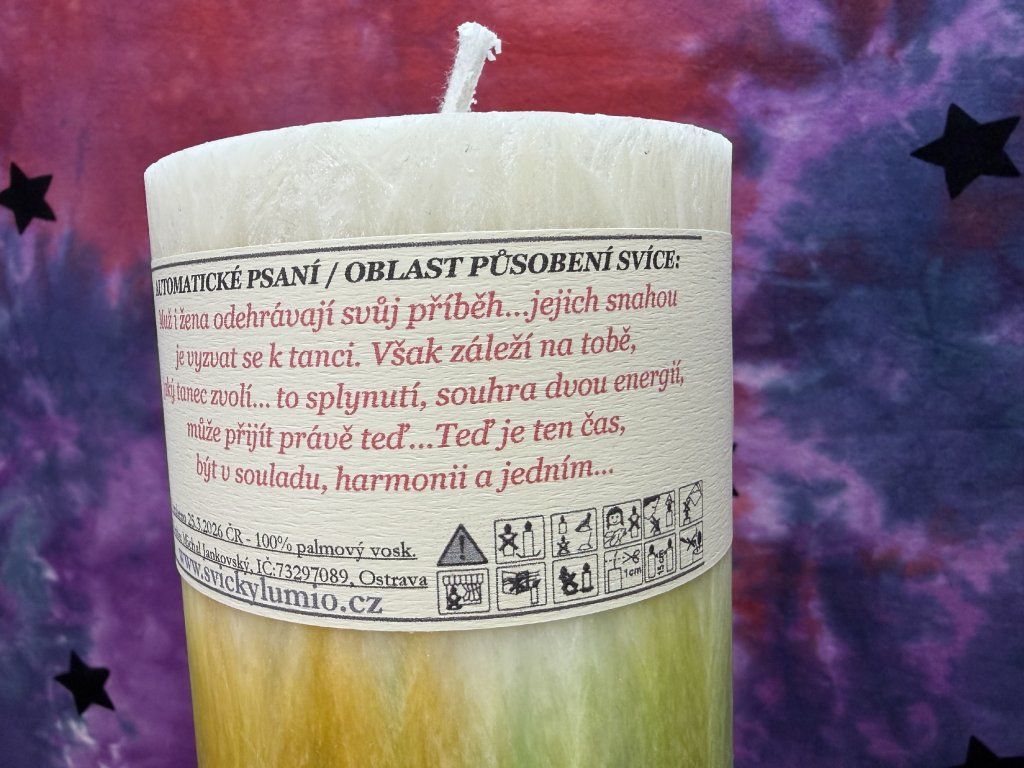 AUTOMATICKÉ PSANÍ / OBLAST PŮSOBENÍ SVÍCE:
Muž i žena odehrávají svůj příběh...jejich snahou
je vyzvat se k tanci. Však záleží na tobě,
jaký tanec zvolí... to splynutí, souhra dvou energií,
může přijít právě teď...Teď je ten čas,
být v souladu, harmonii a jedním...
25.3.2026 ČR - 100% palmový vosk.
Michal Jankovský, IČ:73297089, Ostrava
www.svickylumio.cz
1cm